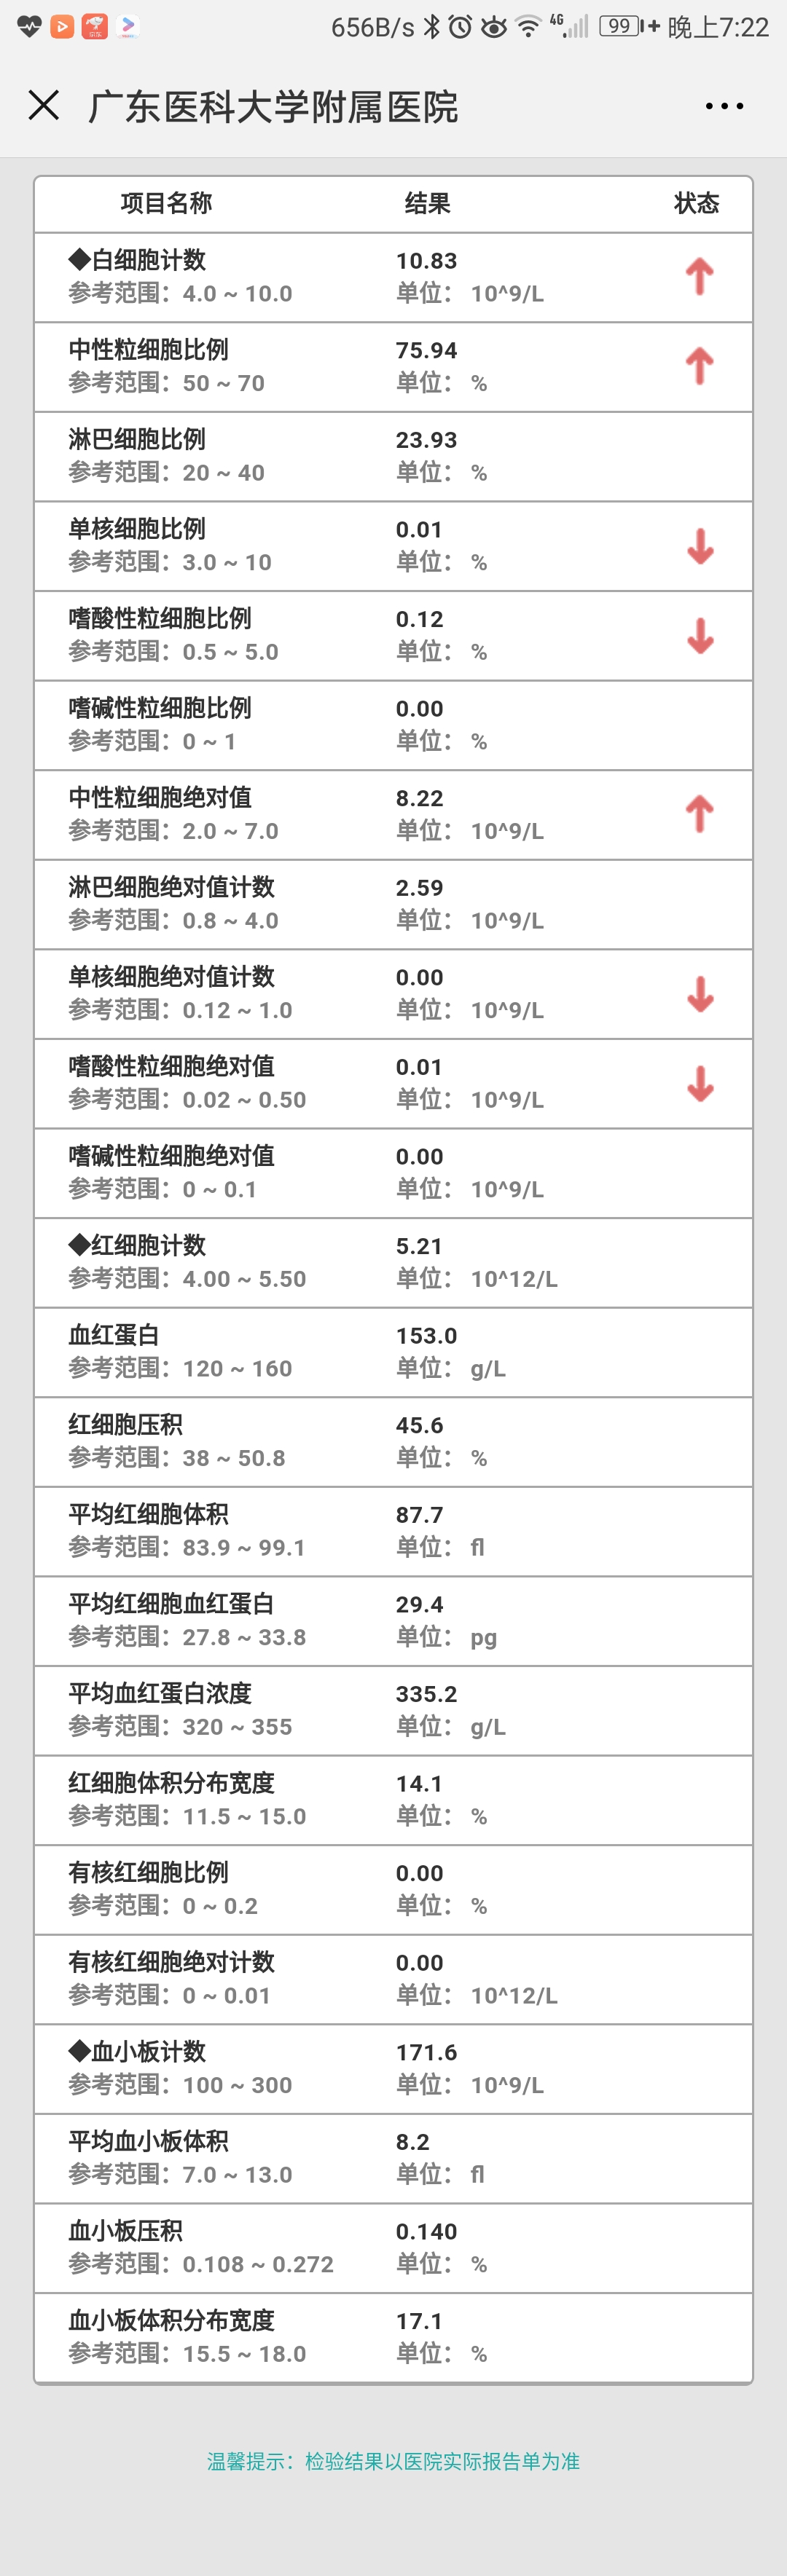 656B/s 4G 99 晚上7:22
广东医科大学附属医院
项目名称 结果 状态
◆白细胞计数 10.83
参考范围：4.0 ~ 10.0 单位： 10^9/L
中性粒细胞比例 75.94
参考范围：50 ~ 70 单位： %
淋巴细胞比例 23.93
参考范围：20 ~ 40 单位： %
单核细胞比例 0.01
参考范围：3.0 ~ 10 单位： %
嗜酸性粒细胞比例 0.12
参考范围：0.5 ~ 5.0 单位： %
嗜碱性粒细胞比例 0.00
参考范围：0 ~ 1 单位： %
中性粒细胞绝对值 8.22
参考范围：2.0 ~ 7.0 单位： 10^9/L
淋巴细胞绝对值计数 2.59
参考范围：0.8 ~ 4.0 单位： 10^9/L
单核细胞绝对值计数 0.00
参考范围：0.12 ~ 1.0 单位： 10^9/L
嗜酸性粒细胞绝对值 0.01
参考范围：0.02 ~ 0.50 单位： 10^9/L
嗜碱性粒细胞绝对值 0.00
参考范围：0 ~ 0.1 单位： 10^9/L
◆红细胞计数 5.21
参考范围：4.00 ~ 5.50 单位： 10^12/L
血红蛋白 153.0
参考范围：120 ~ 160 单位： g/L
红细胞压积 45.6
参考范围：38 ~ 50.8 单位： %
平均红细胞体积 87.7
参考范围：83.9 ~ 99.1 单位： fl
平均红细胞血红蛋白 29.4
参考范围：27.8 ~ 33.8 单位： pg
平均血红蛋白浓度 335.2
参考范围：320 ~ 355 单位： g/L
红细胞体积分布宽度 14.1
参考范围：11.5 ~ 15.0 单位： %
有核红细胞比例 0.00
参考范围：0 ~ 0.2 单位： %
有核红细胞绝对计数 0.00
参考范围：0 ~ 0.01 单位： 10^12/L
◆血小板计数 171.6
参考范围：100 ~ 300 单位： 10^9/L
平均血小板体积 8.2
参考范围：7.0 ~ 13.0 单位： fl
血小板压积 0.140
参考范围：0.108 ~ 0.272 单位： %
血小板体积分布宽度 17.1
参考范围：15.5 ~ 18.0 单位： %
温馨提示：检验结果以医院实际报告单为准